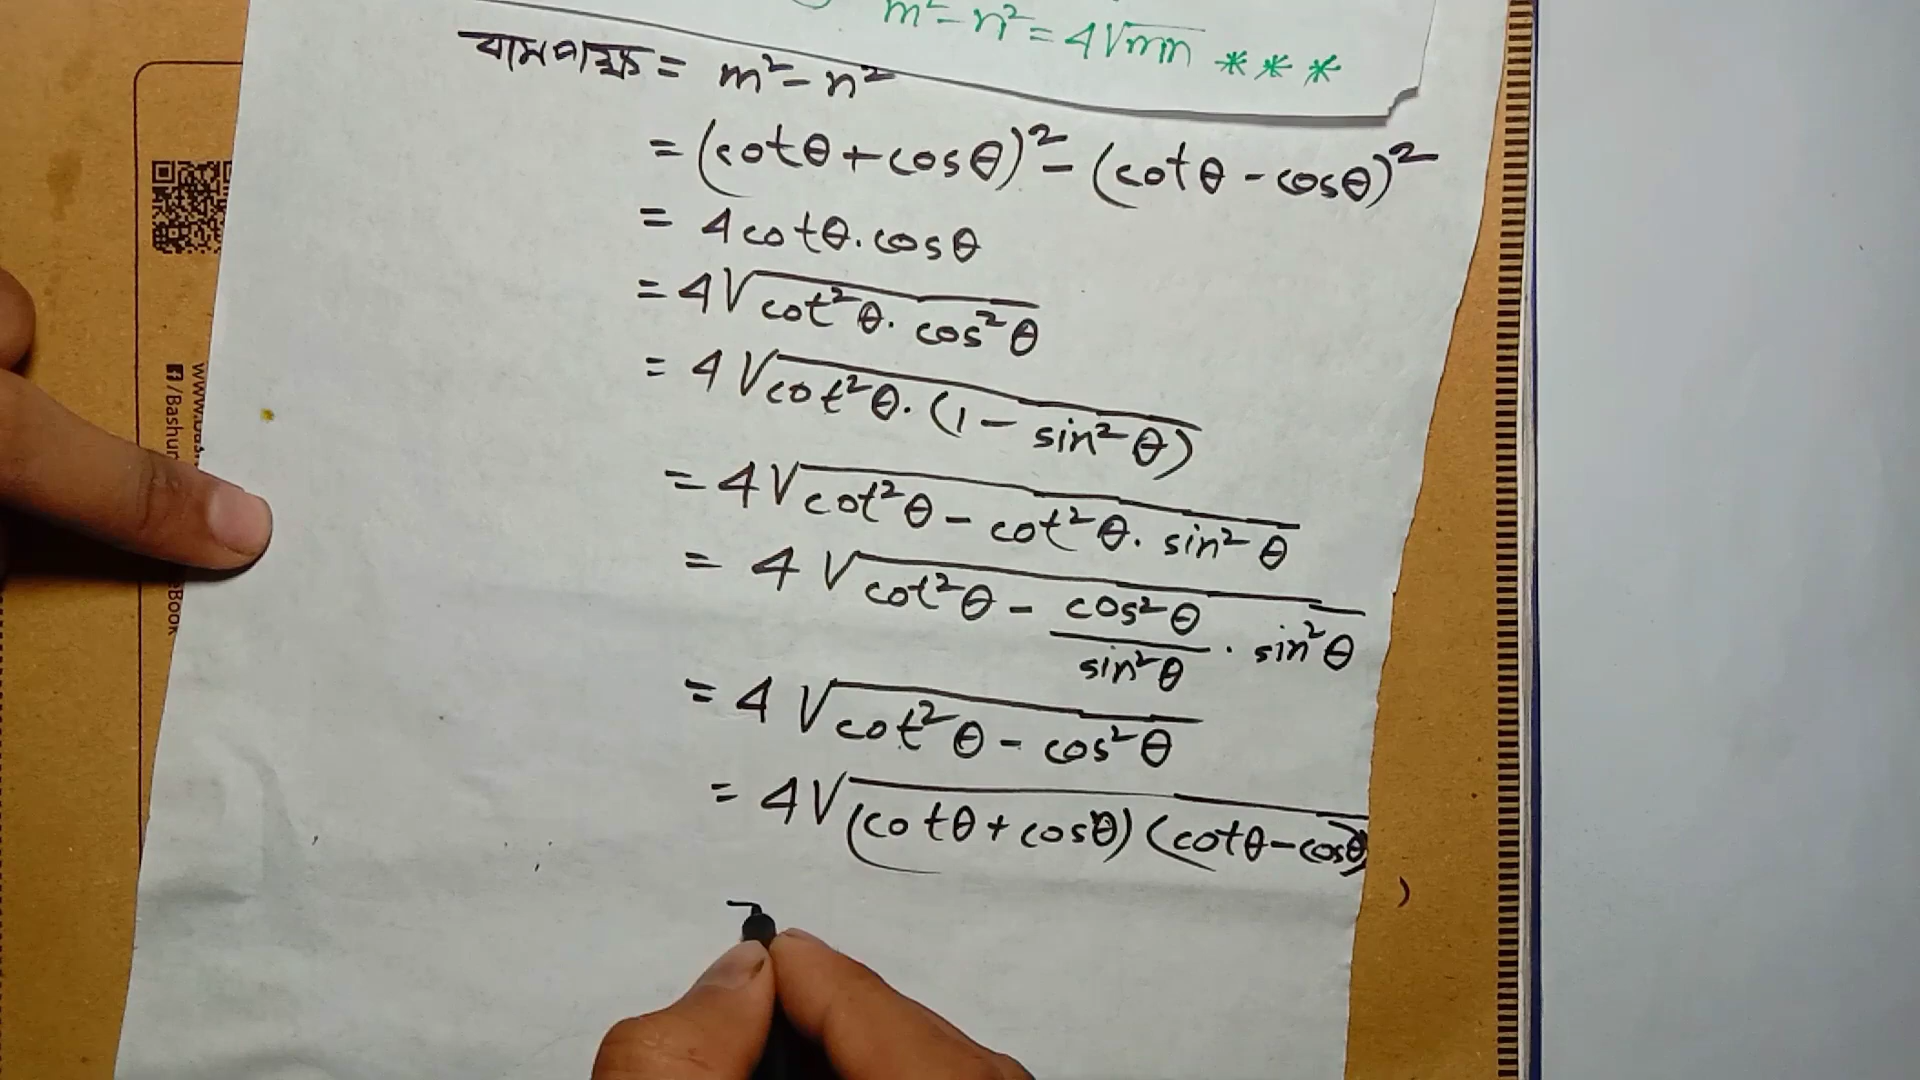 m² - n² = 4√mn ***
বামপক্ষ = m² - n²
= (cotθ + cosθ)² - (cotθ - cosθ)²
= 4cotθ.cosθ
= 4√cot²θ. cos²θ
= 4√cot²θ. (1 - sin²θ)
= 4√cot²θ - cot²θ. sin²θ
= 4√cot²θ - cos²θ/sin²θ · sin²θ
= 4√cot²θ - cos²θ
= 4√(cotθ + cosθ) (cotθ - cosθ)
/Bashun